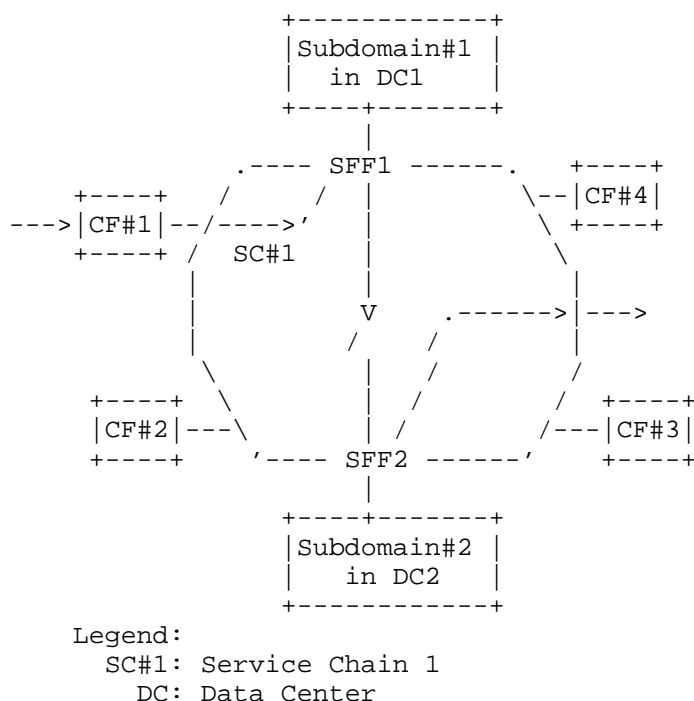 Subdomain#1
in DC1
SFF1
CF#4
CF#1
SC#1
V
CF#2
CF#3
SFF2
Subdomain#2
in DC2
Legend:
SC#1: Service Chain 1
DC: Data Center